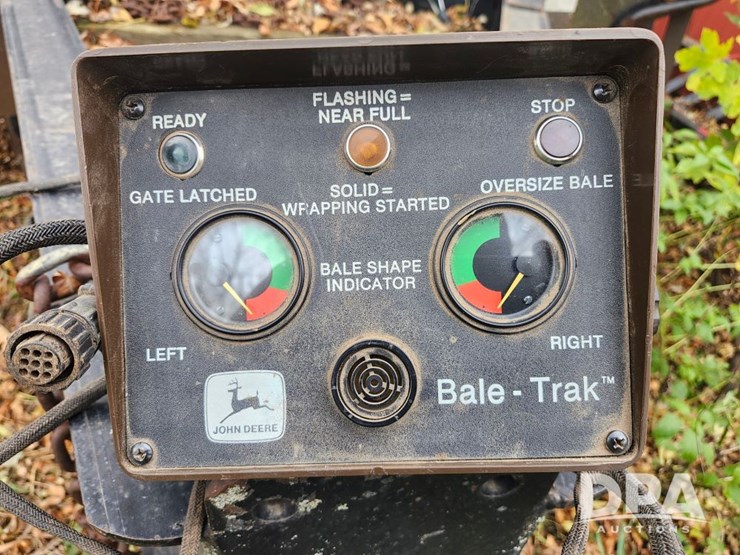 READY
FLASHING =
NEAR FULL
STOP
GATE LATCHED
SOLID =
WRAPPING STARTED
OVERSIZE BALE
BALE SHAPE
INDICATOR
LEFT
RIGHT
JOHN DEERE
Bale - Trak™
DPA
AUCTIONS